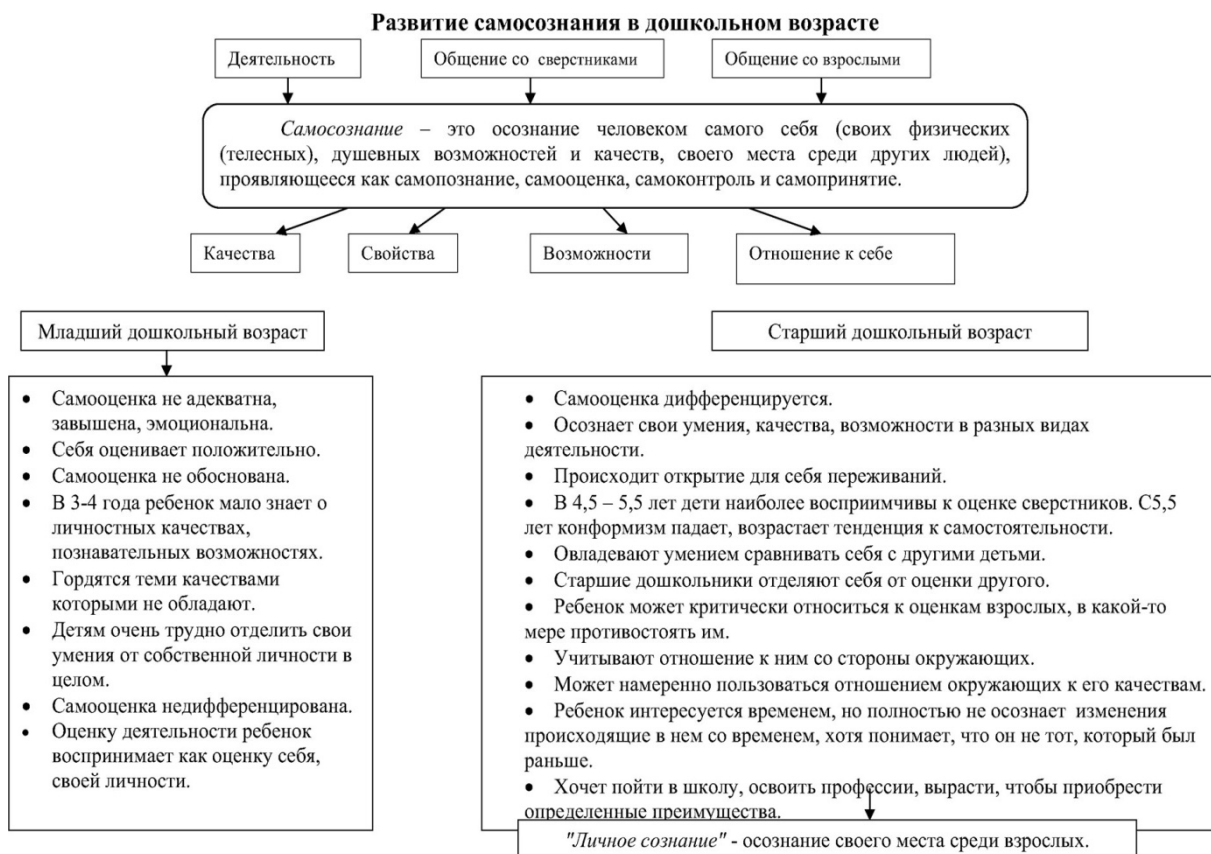 Развитие самосознания в дошкольном возрасте
Деятельность
Общение со сверстниками
Общение со взрослыми
Самосознание – это осознание человеком самого себя (своих физических
(телесных), душевных возможностей и качеств, своего места среди других людей),
проявляющееся как самопознание, самооценка, самоконтроль и самопринятие.
Качества
Свойства
Возможности
Отношение к себе
Младший дошкольный возраст
• Самооценка не адекватна,
завышена, эмоциональна.
• Себя оценивает положительно.
• Самооценка не обоснована.
• В 3-4 года ребенок мало знает о
личностных качествах,
познавательных возможностях.
• Гордятся теми качествами
которыми не обладают.
• Детям очень трудно отделить свои
умения от собственной личности в
целом.
• Самооценка недифференцирована.
• Оценку деятельности ребенок
воспринимает как оценку себя,
своей личности.
Старший дошкольный возраст
• Самооценка дифференцируется.
• Осознает свои умения, качества, возможности в разных видах
деятельности.
• Происходит открытие для себя переживаний.
• В 4,5 – 5,5 лет дети наиболее восприимчивы к оценке сверстников. С5,5
лет конформизм падает, возрастает тенденция к самостоятельности.
• Овладевают умением сравнивать себя с другими детьми.
• Старшие дошкольники отделяют себя от оценки другого.
• Ребенок может критически относиться к оценкам взрослых, в какой-то
мере противостоять им.
• Учитывают отношение к ним со стороны окружающих.
• Может намеренно пользоваться отношением окружающих к его качествам.
• Ребенок интересуется временем, но полностью не осознает изменения
происходящие в нем со временем, хотя понимает, что он не тот, который был
раньше.
• Хочет пойти в школу, освоить профессии, вырасти, чтобы приобрести
определенные преимущества.
"Личное сознание" - осознание своего места среди взрослых.